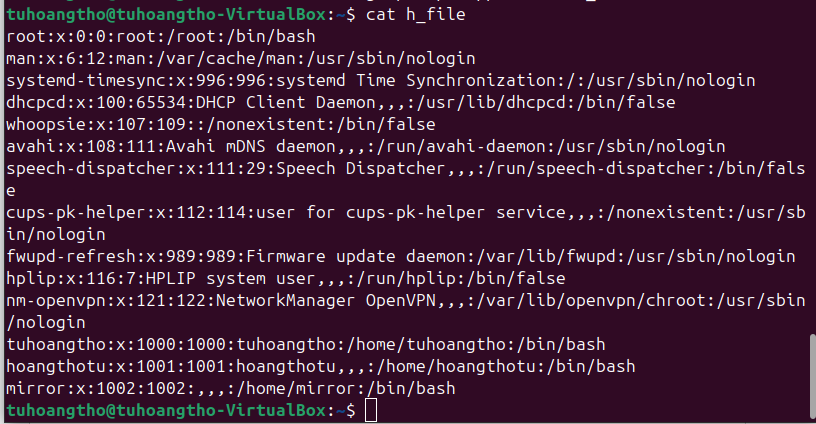 tuhoangtho@tuhoangtho-VirtualBox:~$ cat h_file
root:x:0:0:root:/root:/bin/bash
man:x:6:12:man:/var/cache/man:/usr/sbin/nologin
systemd-timesync:x:996:996:systemd Time Synchronization:/:/usr/sbin/nologin
dhcpcd:x:100:65534:DHCP Client Daemon,,,:/usr/lib/dhcpcd:/bin/false
whoopsie:x:107:109::/nonexistent:/bin/false
avahi:x:108:111:Avahi mDNS daemon,,,:/run/avahi-daemon:/usr/sbin/nologin
speech-dispatcher:x:111:29:Speech Dispatcher,,,:/run/speech-dispatcher:/bin/fals
e
cups-pk-helper:x:112:114:user for cups-pk-helper service,,,:/nonexistent:/usr/sb
in/nologin
fwupd-refresh:x:989:989:Firmware update daemon:/var/lib/fwupd:/usr/sbin/nologin
hplip:x:116:7:HPLIP system user,,,:/run/hplip:/bin/false
nm-openvpn:x:121:122:NetworkManager OpenVPN,,,:/var/lib/openvpn/chroot:/usr/sbin
/nologin
tuhoangtho:x:1000:1000:tuhoangtho:/home/tuhoangtho:/bin/bash
hoangthotu:x:1001:1001:hoangthotu,,,:/home/hoangthotu:/bin/bash
mirror:x:1002:1002:,,,:/home/mirror:/bin/bash
tuhoangtho@tuhoangtho-VirtualBox:~$